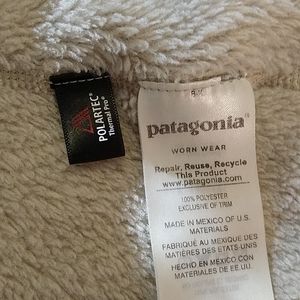 POLARTEC®
Thermal Pro®
patagonia®
WORN WEAR
Repair, Reuse, Recycle
This Product
www.patagonia.com
100% POLYESTER
EXCLUSIVE OF TRIM
MADE IN MEXICO OF U.S.
MATERIALS
FABRIQUÉ AU MEXIQUE DES
MATIÈRES DES ÉTATS UNIS
HECHO EN MÉXICO CON
MATERIALES DE EE.UU.